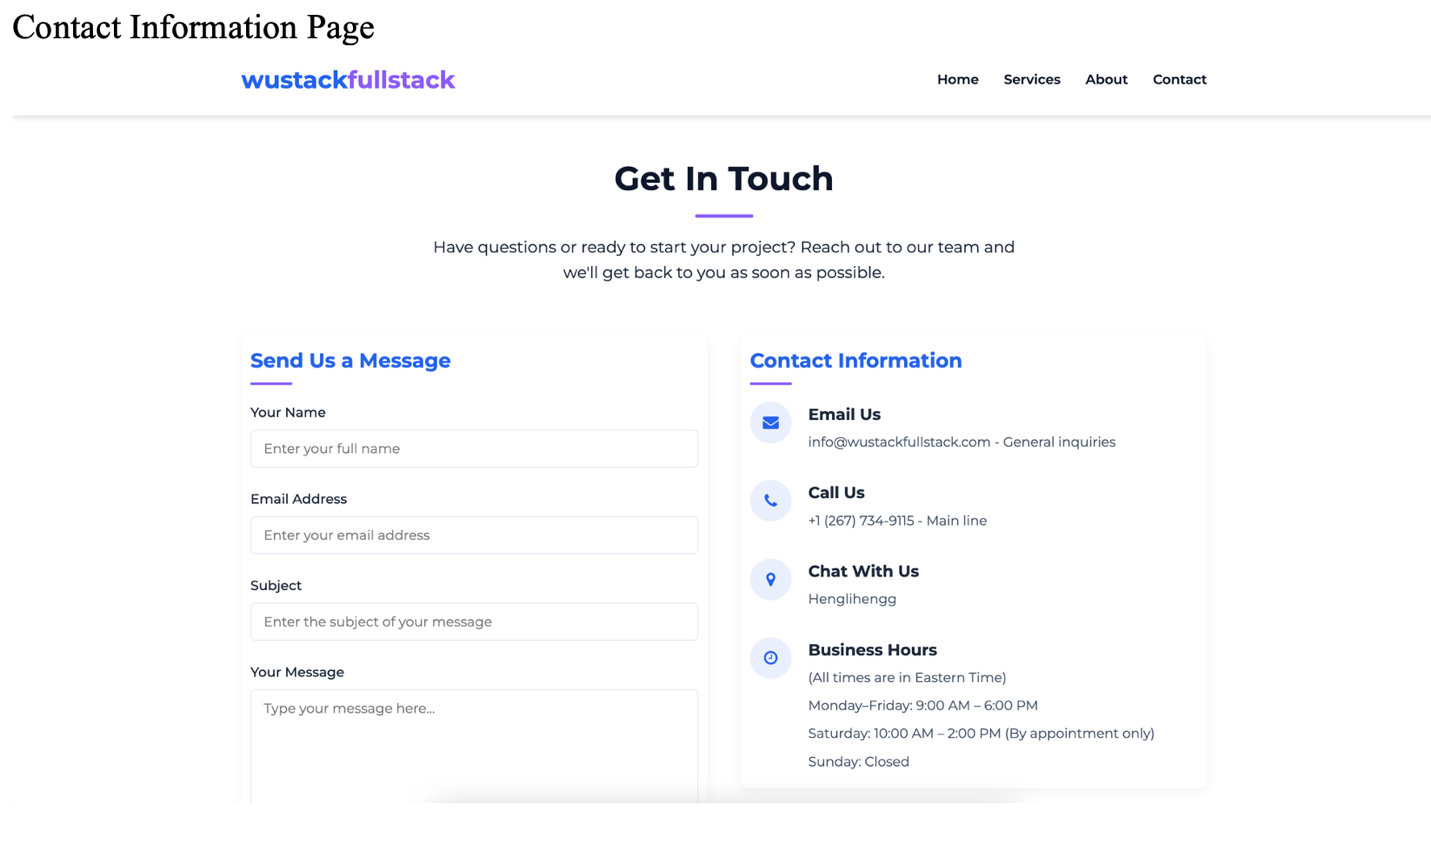 Contact Information Page
wustackfullstack
Home Services About Contact
Get In Touch
Have questions or ready to start your project? Reach out to our team and
we'll get back to you as soon as possible.
Send Us a Message
Your Name
Enter your full name
Email Address
Enter your email address
Subject
Enter the subject of your message
Your Message
Type your message here...
Contact Information
Email Us
info@wustackfullstack.com - General inquiries
Call Us
+1 (267) 734-9115 - Main line
Chat With Us
Henglihengg
Business Hours
(All times are in Eastern Time)
Monday–Friday: 9:00 AM – 6:00 PM
Saturday: 10:00 AM – 2:00 PM (By appointment only)
Sunday: Closed